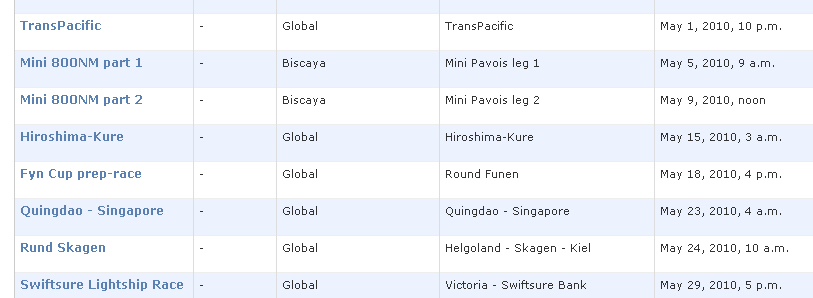 TransPacific - Global TransPacific May 1, 2010, 10 p.m.
Mini 800NM part 1 - Biscaya Mini Pavois leg 1 May 5, 2010, 9 a.m.
Mini 800NM part 2 - Biscaya Mini Pavois leg 2 May 9, 2010, noon
Hiroshima-Kure - Global Hiroshima-Kure May 15, 2010, 3 a.m.
Fyn Cup prep-race - Global Round Funen May 18, 2010, 4 p.m.
Quingdao - Singapore - Global Quingdao - Singapore May 23, 2010, 4 a.m.
Rund Skagen - Global Helgoland - Skagen - Kiel May 24, 2010, 10 a.m.
Swiftsure Lightship Race - Global Victoria - Swiftsure Bank May 29, 2010, 5 p.m.